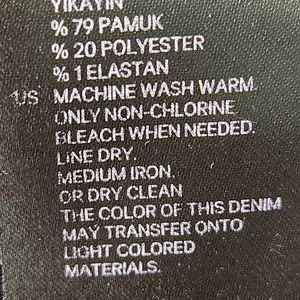 YIKAYIN
% 79 PAMUK
% 20 POLYESTER
% 1 ELASTAN
US MACHINE WASH WARM.
ONLY NON-CHLORINE
BLEACH WHEN NEEDED.
LINE DRY.
MEDIUM IRON.
OR DRY CLEAN
THE COLOR OF THIS DENIM
MAY TRANSFER ONTO
LIGHT COLORED
MATERIALS.